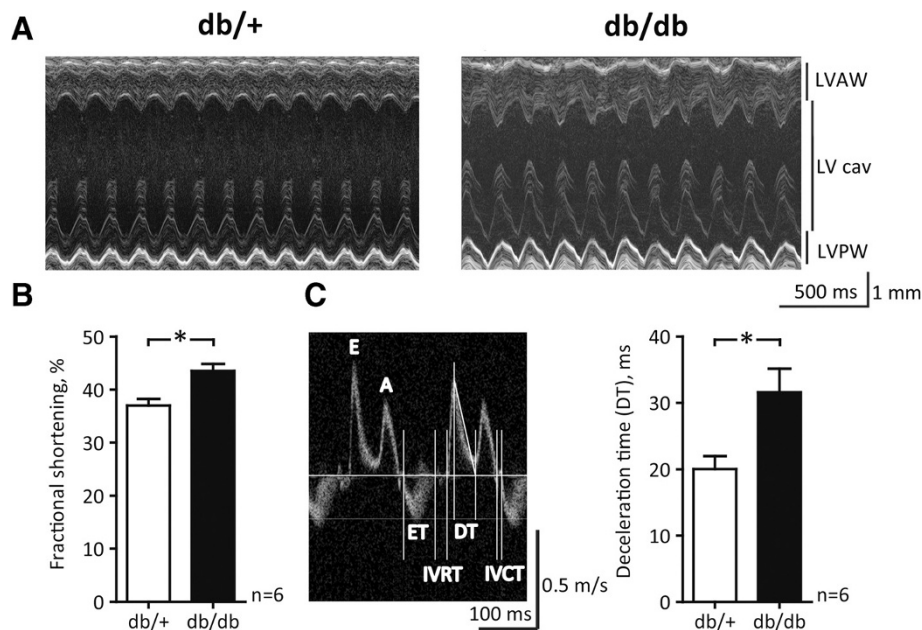 A
db/+
db/db
LVAW
LV cav
LVPW
500 ms
1 mm
B
Fractional shortening, %
50
40
30
20
10
0
*
db/+
db/db
n=6
C
E
A
ET
DT
IVRT
IVCT
0.5 m/s
100 ms
Deceleration time (DT), ms
40
30
20
10
0
*
db/+
db/db
n=6